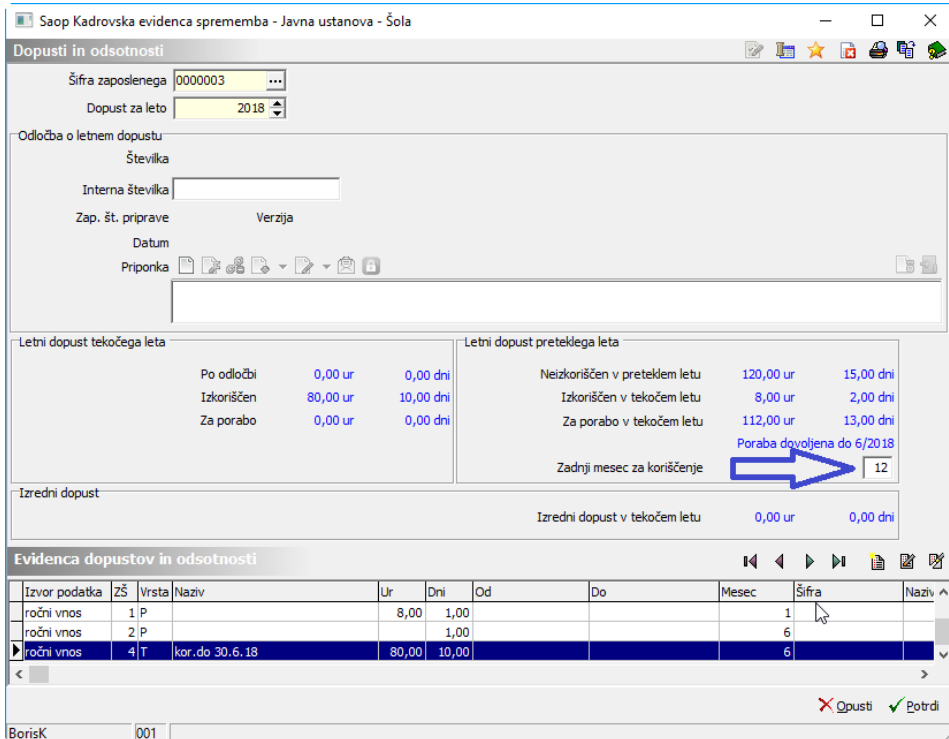 Saop Kadrovska evidenca sprememba - Javna ustanova - Šola
Dopusti in odsotnosti
Šifra zaposlenega 0000003 ...
Dopust za leto 2018
Odločba o letnem dopustu
Številka
Interna številka
Zap. št. priprave Verzija
Datum
Priponka
Letni dopust tekočega leta Letni dopust preteklega leta
Po odločbi 0,00 ur 0,00 dni Neizkoriščen v preteklem letu 120,00 ur 15,00 dni
Izkoriščen 80,00 ur 10,00 dni Izkoriščen v tekočem letu 8,00 ur 2,00 dni
Za porabo 0,00 ur 0,00 dni Za porabo v tekočem letu 112,00 ur 13,00 dni
Poraba dovoljena do 6/2018
Zadnji mesec za koriščenje 12
Izredni dopust
Izredni dopust v tekočem letu 0,00 ur 0,00 dni
Evidenca dopustov in odsotnosti
Izvor podatka ZŠ Vrsta Naziv Ur Dni Od Do Mesec Šifra Naziv
ročni vnos 1 P 8,00 1,00 1
ročni vnos 2 P 1,00 6
ročni vnos 4 T kor.do 30.6.18 80,00 10,00 6
Opusti Potrdi
BorisK 001